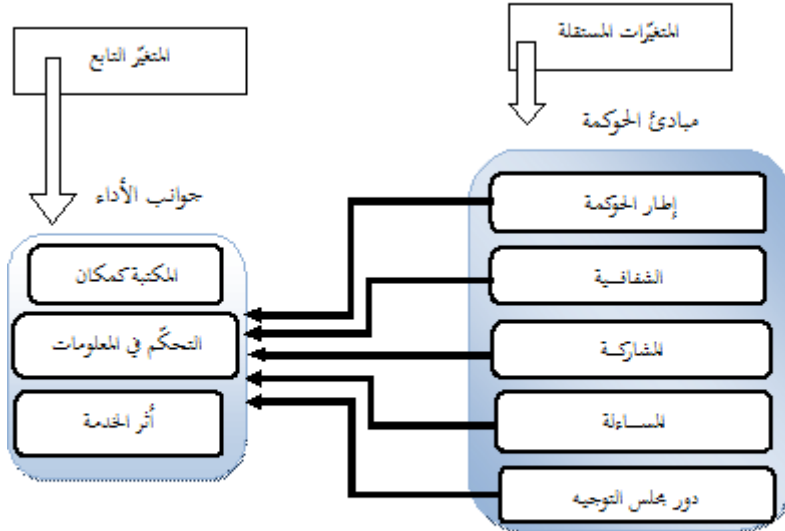 المتغيّرات المستقلة
المتغيّر التابع
مبادئ الحوكمة
جوانب الأداء
إطار الحوكمة
الشفافية
المشاركة
المساءلة
دور مجلس التوجيه
المكتبة كمكان
التحكّم في المعلومات
أثر الخدمة